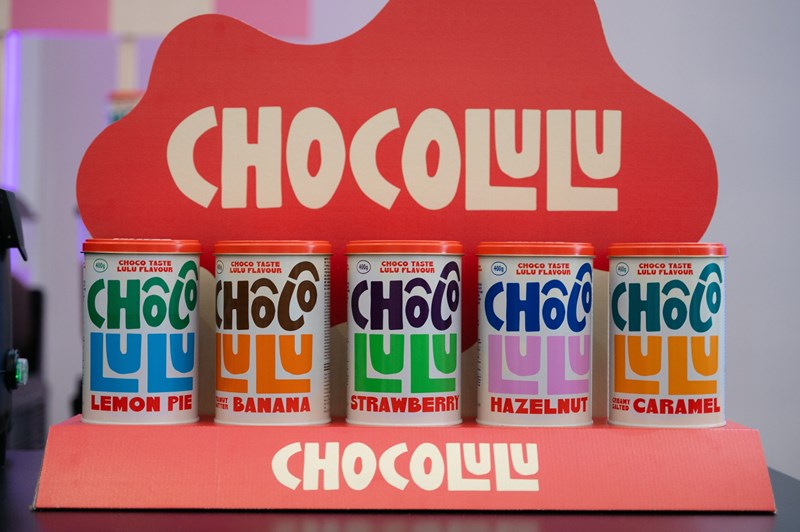 CHOCOLULU
400g
CHOCO TASTE
LULU FLAVOUR
CHOCO
LULU
LEMON PIE
400g
CHOCO TASTE
LULU FLAVOUR
CHOCO
LULU
BANANA
400g
CHOCO TASTE
LULU FLAVOUR
CHOCO
LULU
STRAWBERRY
400g
CHOCO TASTE
LULU FLAVOUR
CHOCO
LULU
HAZELNUT
400g
CHOCO TASTE
LULU FLAVOUR
CHOCO
LULU
CREAMY
SALTED CARAMEL
CHOCOLULU